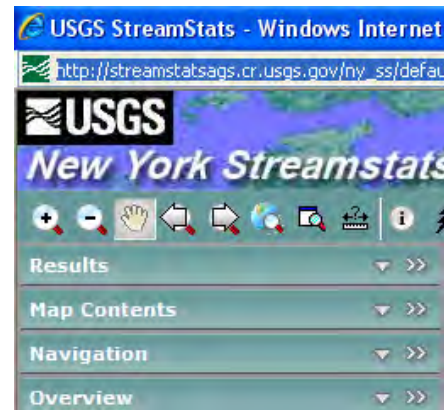 USGS StreamStats - Windows Internet
http://streamstatsags.cr.usgs.gov/ny_ss/defau
USGS
New York Streamstats
Results
Map Contents
Navigation
Overview